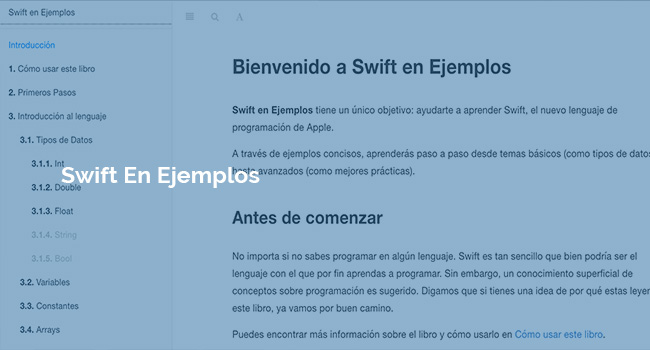 Swift en Ejemplos
A
Introducción
1. Cómo usar este libro
2. Primeros Pasos
3. Introducción al lenguaje
3.1. Tipos de Datos
3.1.1. Int
3.1.2. Double
3.1.3. Float
3.1.4. String
3.1.5. Bool
3.2. Variables
3.3. Constantes
3.4. Arrays
Swift En Ejemplos
Bienvenido a Swift en Ejemplos
Swift en Ejemplos tiene un único objetivo: ayudarte a aprender Swift, el nuevo lenguaje de
programación de Apple.
A través de ejemplos concisos, aprenderás paso a paso desde temas básicos (como tipos de datos
avanzados (como mejores prácticas).
Antes de comenzar
No importa si no sabes programar en algún lenguaje. Swift es tan sencillo que bien podría ser el
lenguaje con el que por fin aprendas a programar. Sin embargo, un conocimiento superficial de
conceptos sobre programación es sugerido. Digamos que si tienes una idea de por qué estas leyen
este libro, ya vamos por buen camino.
Puedes encontrar más información sobre el libro y cómo usarlo en Cómo usar este libro.